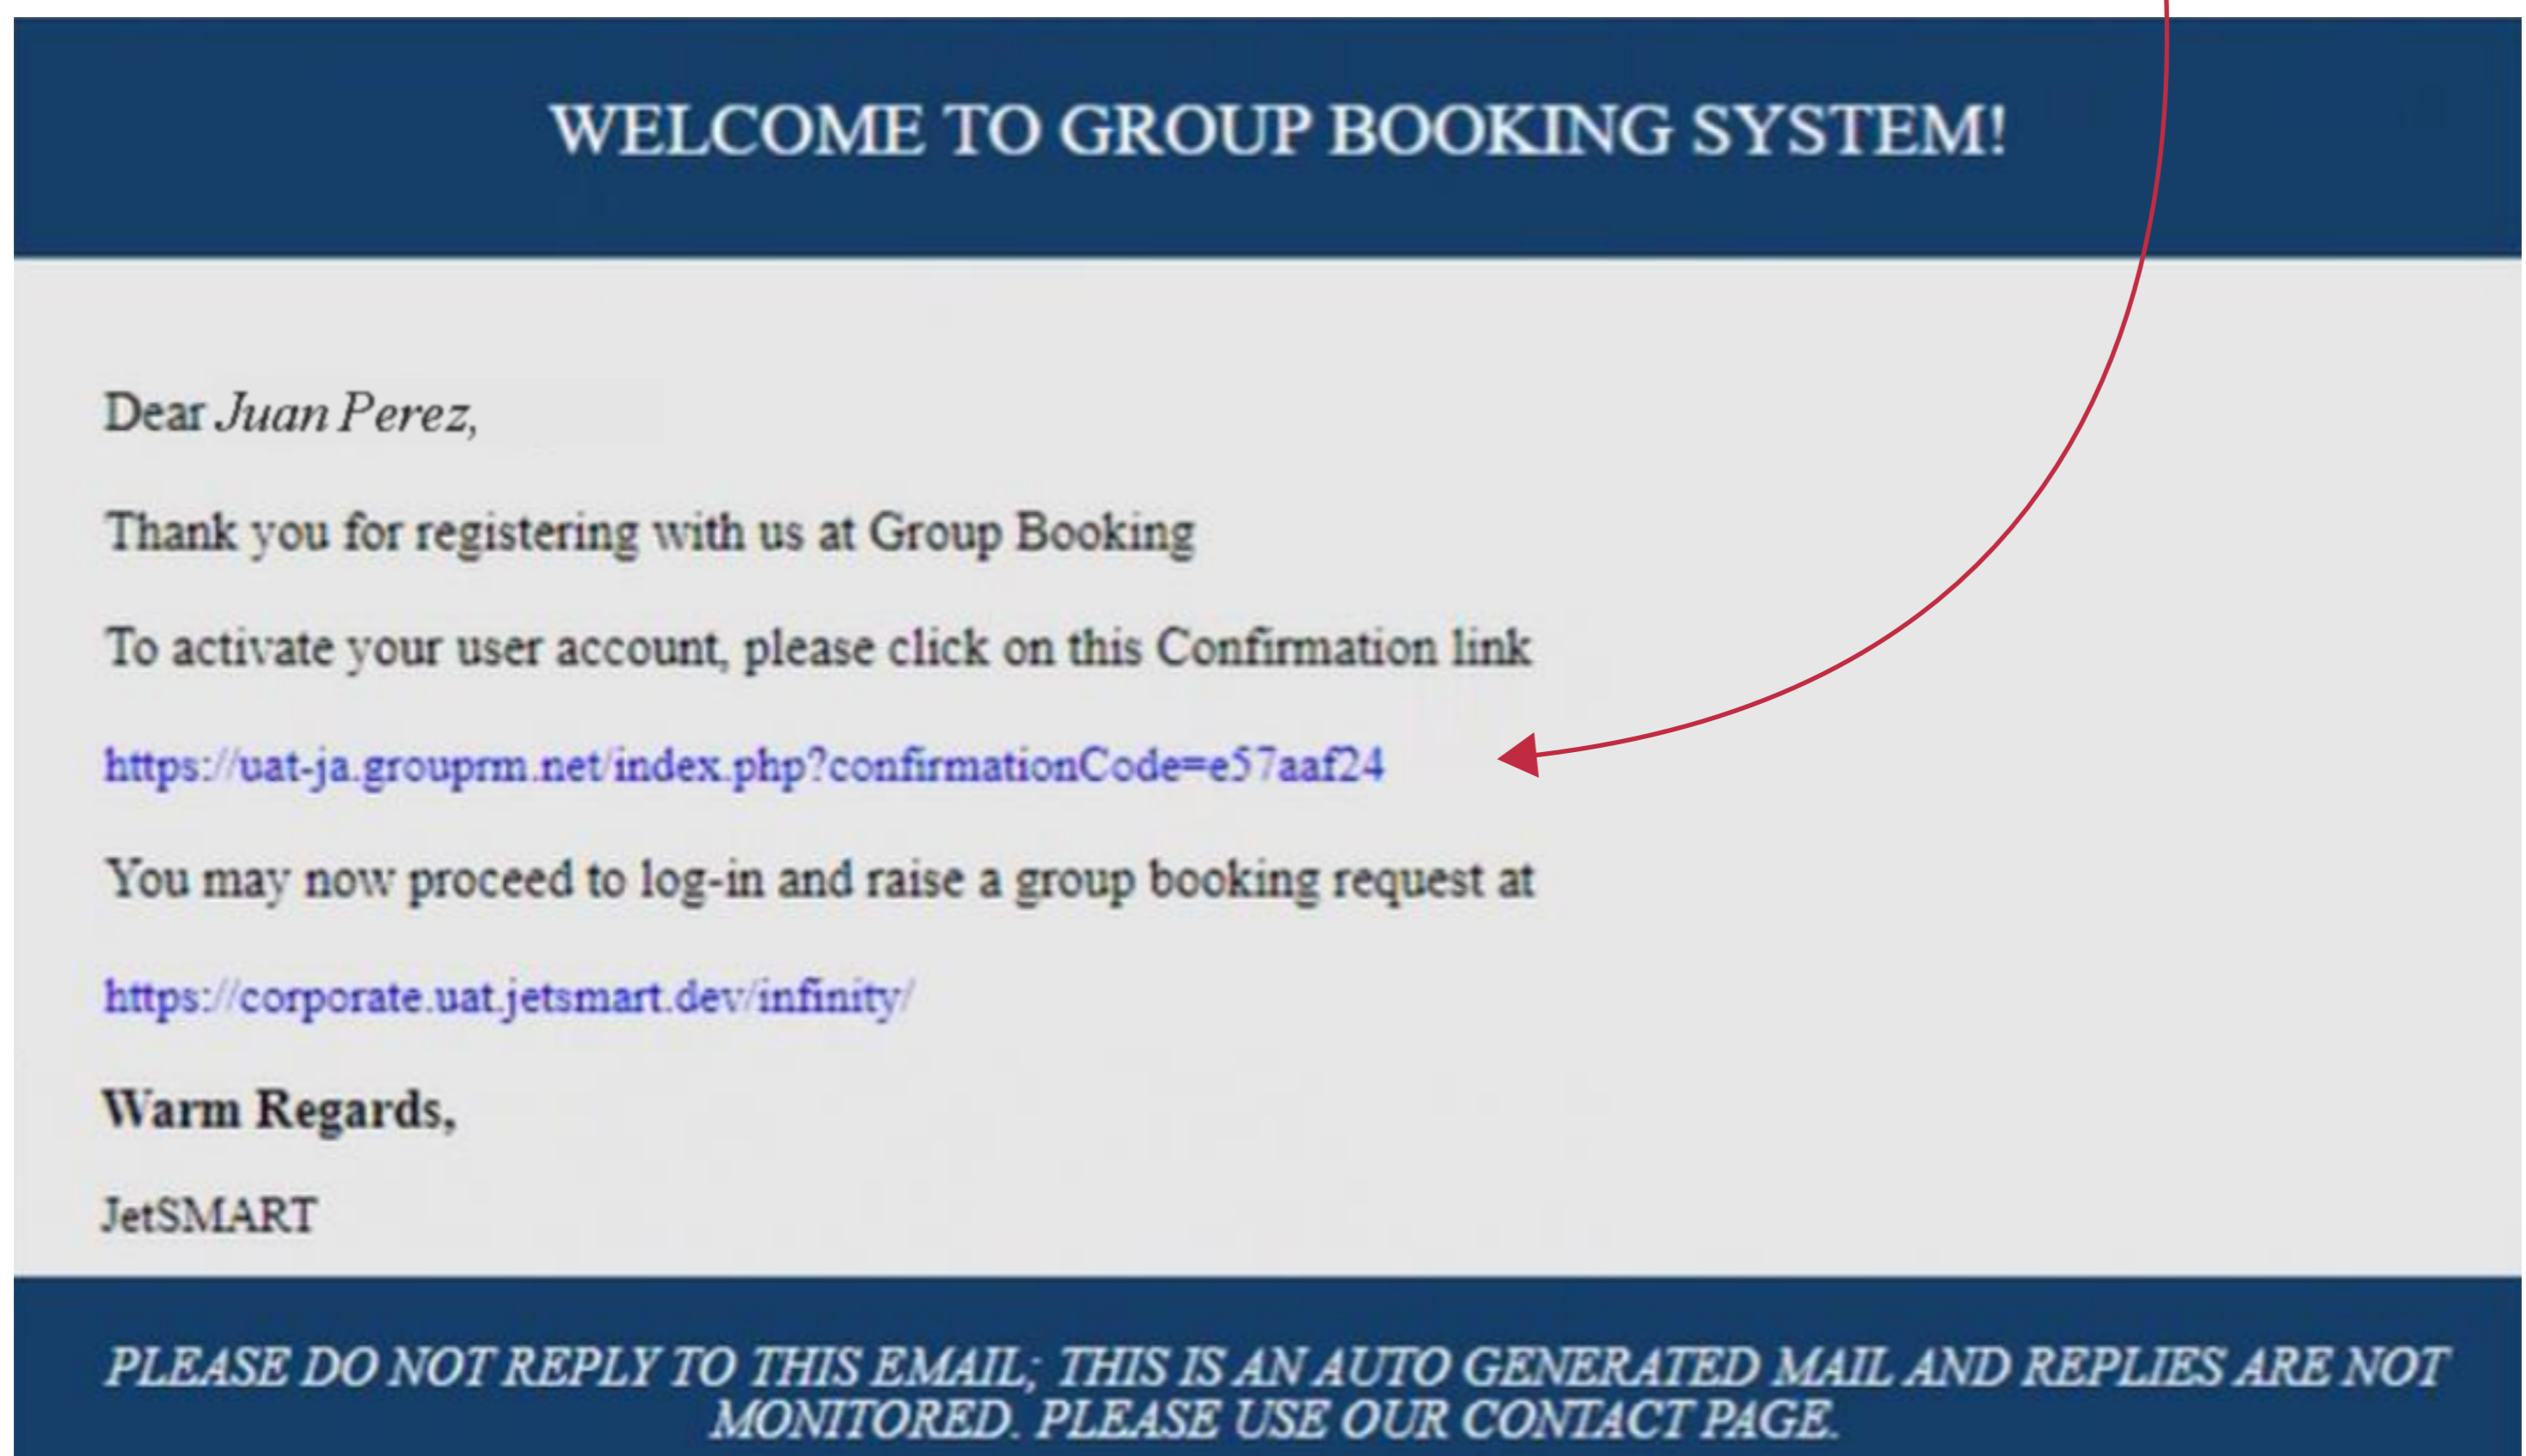 WELCOME TO GROUP BOOKING SYSTEM!
Dear Juan Perez,
Thank you for registering with us at Group Booking
To activate your user account, please click on this Confirmation link
https://uat-ja.grouprm.net/index.php?confirmationCode=e57aaf24
You may now proceed to log-in and raise a group booking request at
https://corporate.uat.jetsmart.dev/infinity/
Warm Regards,
JetSMART
PLEASE DO NOT REPLY TO THIS EMAIL; THIS IS AN AUTO GENERATED MAIL AND REPLIES ARE NOT
MONITORED. PLEASE USE OUR CONTACT PAGE.